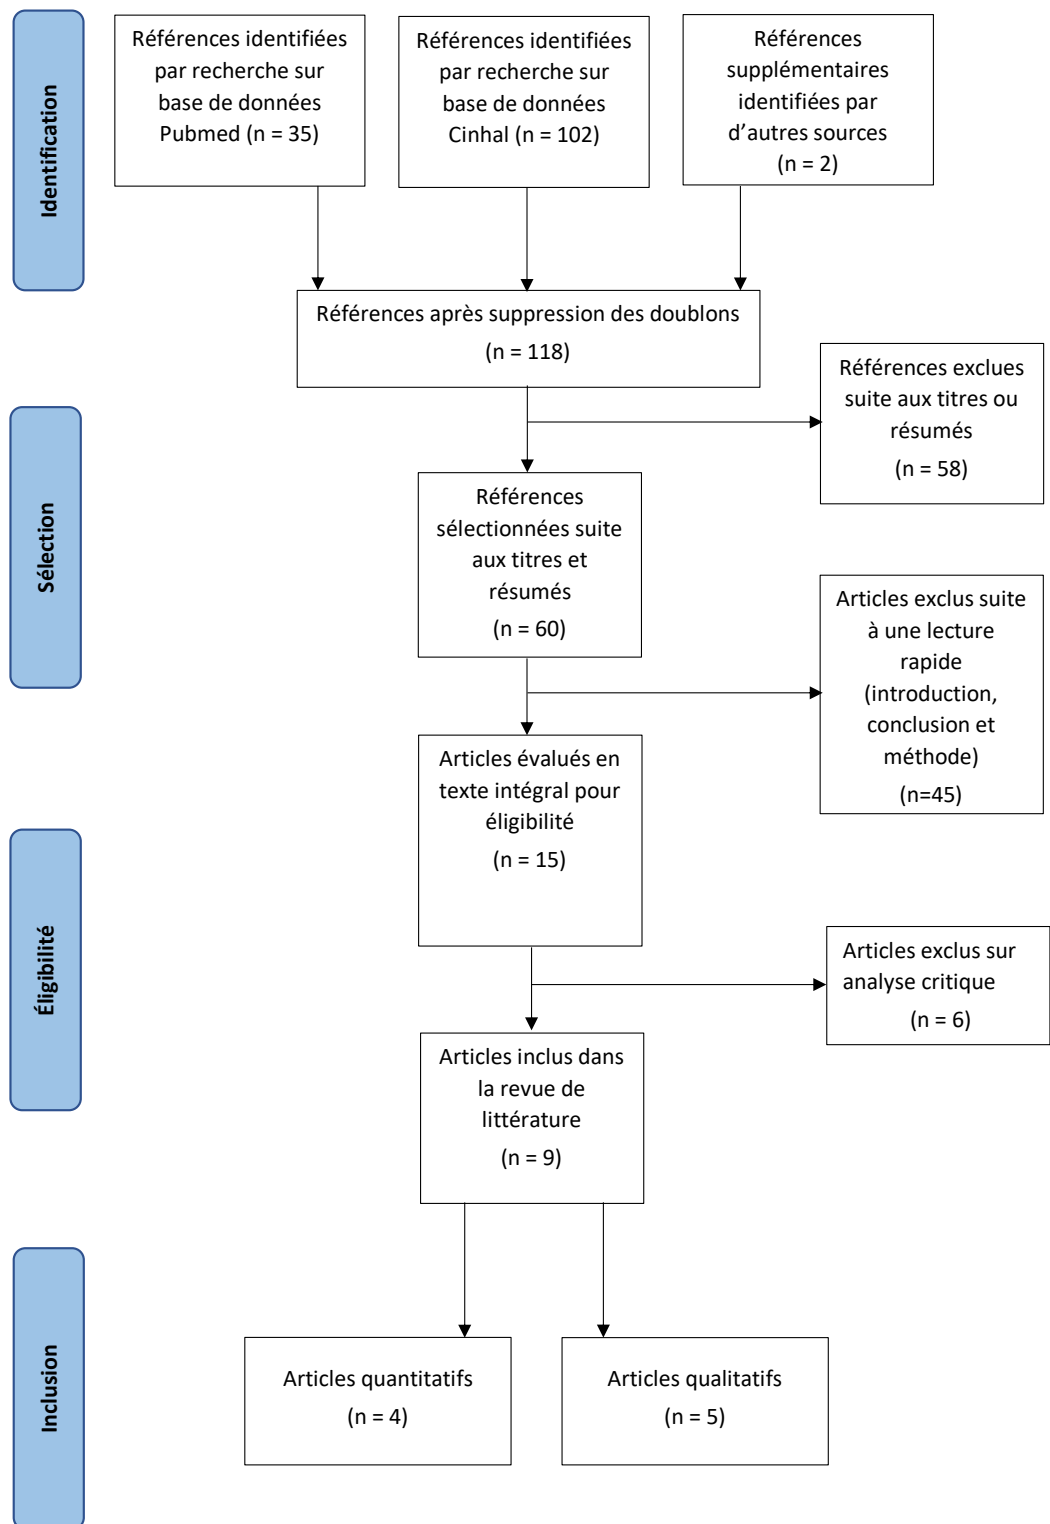 Identification
Références identifiées
par recherche sur
base de données
Pubmed (n = 35)
Références identifiées
par recherche sur
base de données
Cinhal (n = 102)
Références
supplémentaires
identifiées par
d’autres sources
(n = 2)
Références après suppression des doublons
(n = 118)
Références exclues
suite aux titres ou
résumés
(n = 58)
Sélection
Références
sélectionnées suite
aux titres et
résumés
(n = 60)
Articles exclus suite
à une lecture
rapide
(introduction,
conclusion et
méthode)
(n=45)
Articles évalués en
texte intégral pour
éligibilité
(n = 15)
Éligibilité
Articles exclus sur
analyse critique
(n = 6)
Articles inclus dans
la revue de
littérature
(n = 9)
Inclusion
Articles quantitatifs
(n = 4)
Articles qualitatifs
(n = 5)